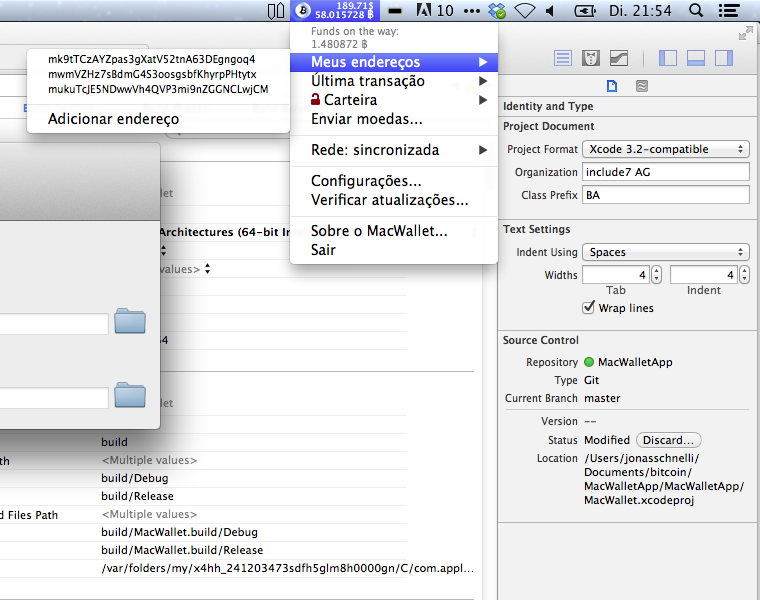 189.71$
58.015728 ฿
10
Di. 21:54
Funds on the way:
1.480872 ฿
Meus endereços
Última transação
Carteira
Enviar moedas...
Rede: sincronizada
Configurações...
Verificar atualizações...
Sobre o MacWallet...
Sair
mk9tTCzAYZpas3gXatV52tnA63DEgngoq4
mwmVZHz7sBdmG4S3oosgsbfKhyrpPHtytx
mukuTcJE5NDwwVh4QVP3mi9nZGGNCLwjCM
Adicionar endereço
Architectures (64-bit In
values>
build
<Multiple values>
build/Debug
build/Release
d Files Path
<Multiple values>
build/MacWallet.build/Debug
build/MacWallet.build/Release
/var/folders/my/x4hh_241203473sdfh5glm8h0000gn/C/com.appl...
Identity and Type
Project Document
Project Format Xcode 3.2-compatible
Organization include7 AG
Class Prefix BA
Text Settings
Indent Using Spaces
Widths 4 4
Tab Indent
Wrap lines
Source Control
Repository MacWalletApp
Type Git
Current Branch master
Version --
Status Modified Discard...
Location /Users/jonasschnelli/
Documents/bitcoin/
MacWalletApp/MacWalletApp/
MacWallet.xcodeproj